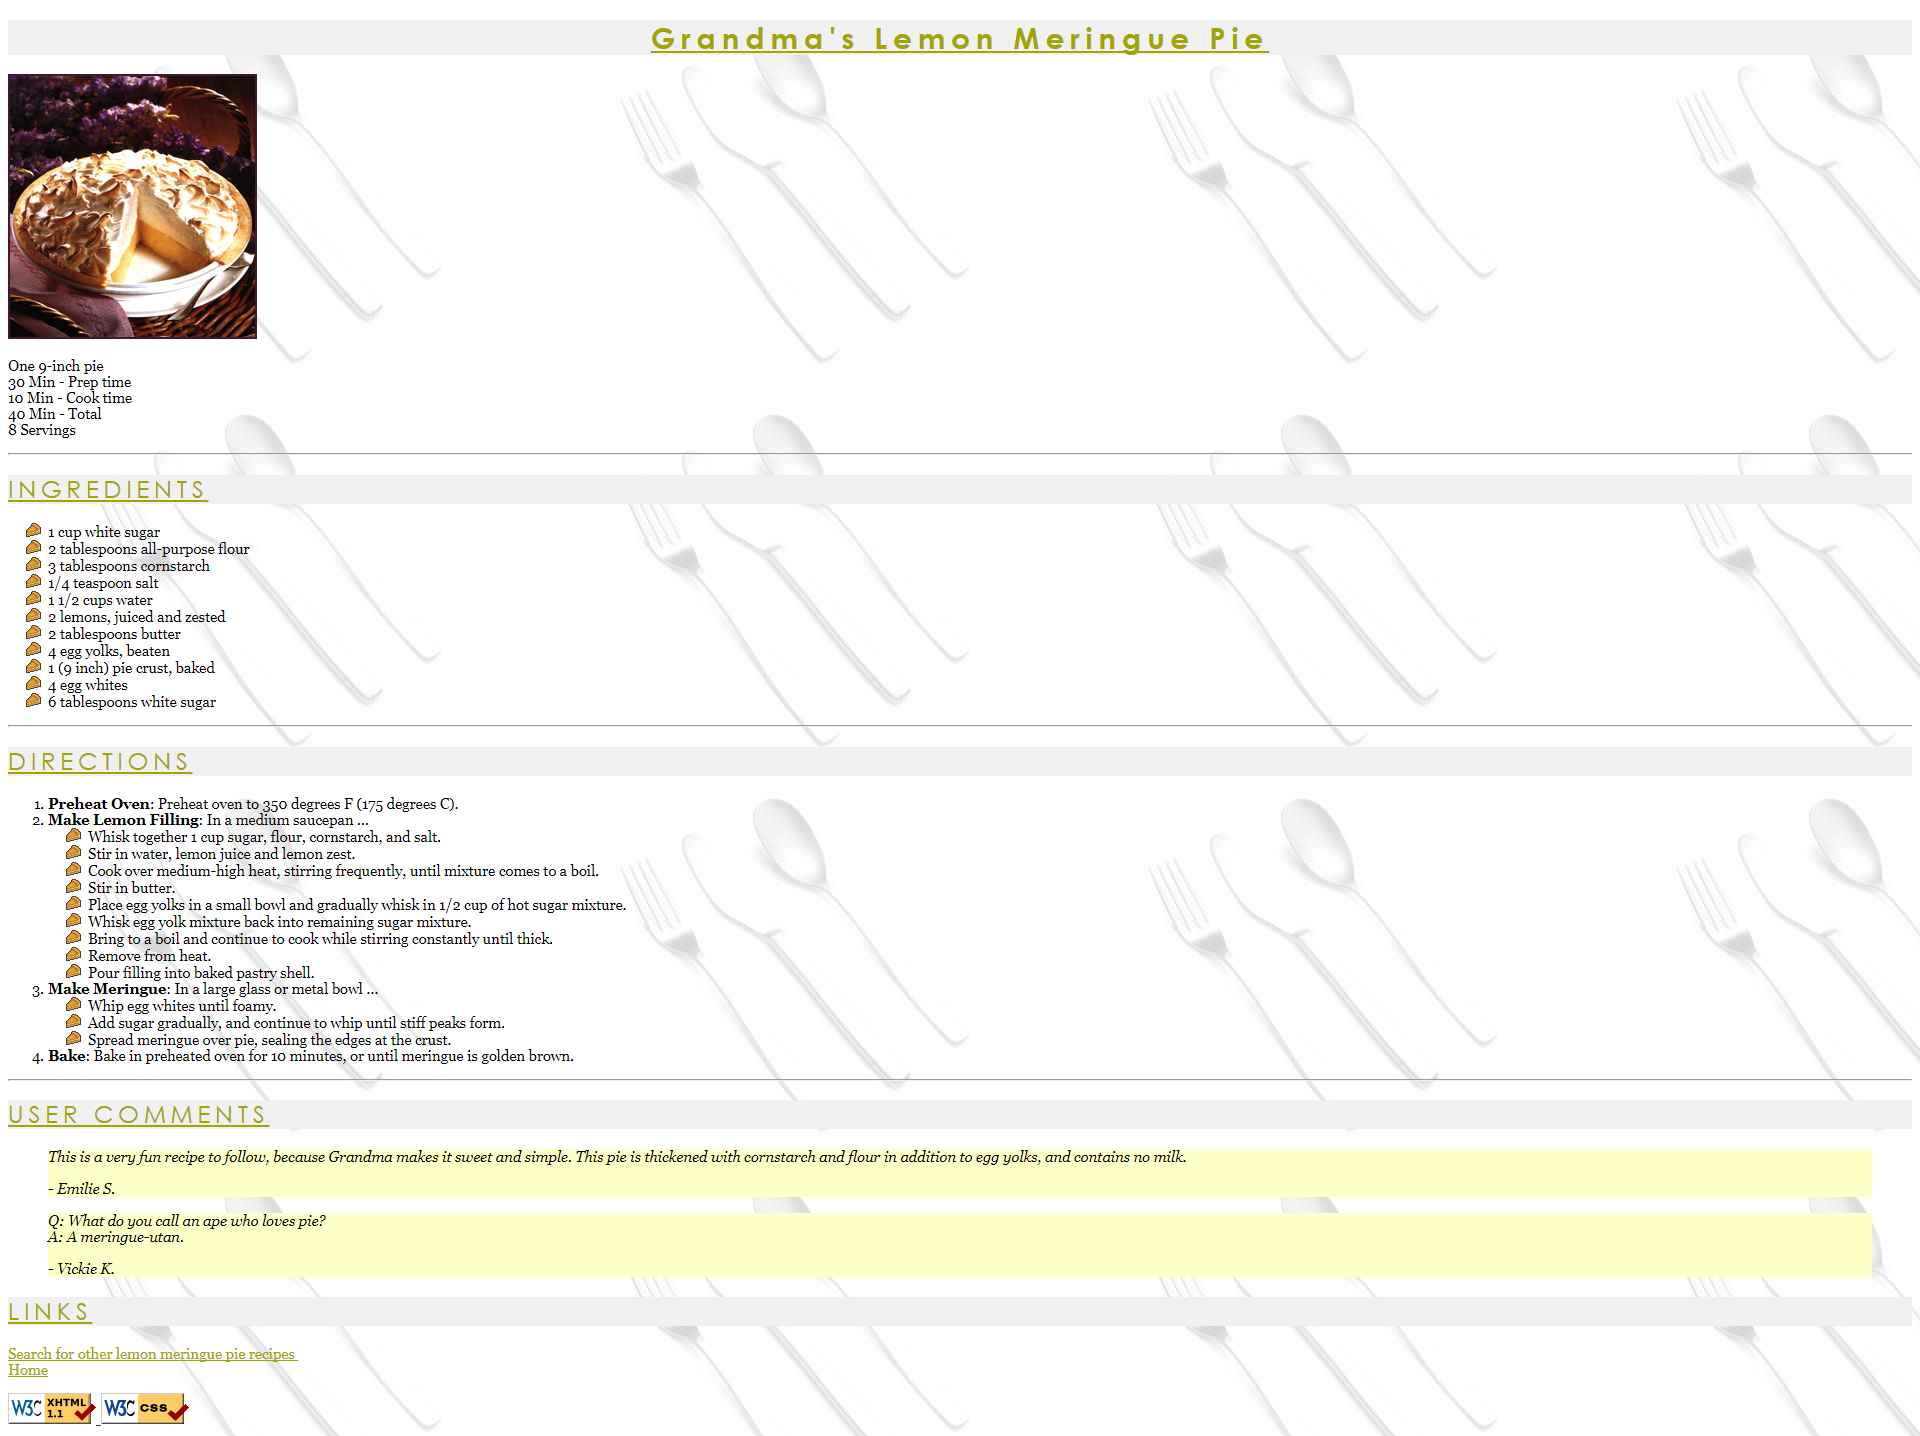 Grandma's Lemon Meringue Pie
One 9-inch pie
30 Min - Prep time
10 Min - Cook time
40 Min - Total
8 Servings
INGREDIENTS
1 cup white sugar
2 tablespoons all-purpose flour
3 tablespoons cornstarch
1/4 teaspoon salt
1 1/2 cups water
2 lemons, juiced and zested
2 tablespoons butter
4 egg yolks, beaten
1 (9 inch) pie crust, baked
4 egg whites
6 tablespoons white sugar
DIRECTIONS
1. Preheat Oven: Preheat oven to 350 degrees F (175 degrees C).
2. Make Lemon Filling: In a medium saucepan ...
Whisk together 1 cup sugar, flour, cornstarch, and salt.
Stir in water, lemon juice and lemon zest.
Cook over medium-high heat, stirring frequently, until mixture comes to a boil.
Stir in butter.
Place egg yolks in a small bowl and gradually whisk in 1/2 cup of hot sugar mixture.
Whisk egg yolk mixture back into remaining sugar mixture.
Bring to a boil and continue to cook while stirring constantly until thick.
Remove from heat.
Pour filling into baked pastry shell.
3. Make Meringue: In a large glass or metal bowl ...
Whip egg whites until foamy.
Add sugar gradually, and continue to whip until stiff peaks form.
Spread meringue over pie, sealing the edges at the crust.
4. Bake: Bake in preheated oven for 10 minutes, or until meringue is golden brown.
USER COMMENTS
This is a very fun recipe to follow, because Grandma makes it sweet and simple. This pie is thickened with cornstarch and flour in addition to egg yolks, and contains no milk.
- Emilie S.
Q: What do you call an ape who loves pie?
A: A meringue-utan.
- Vickie K.
LINKS
Search for other lemon meringue pie recipes
Home
W3C XHTML 1.1 W3C CSS